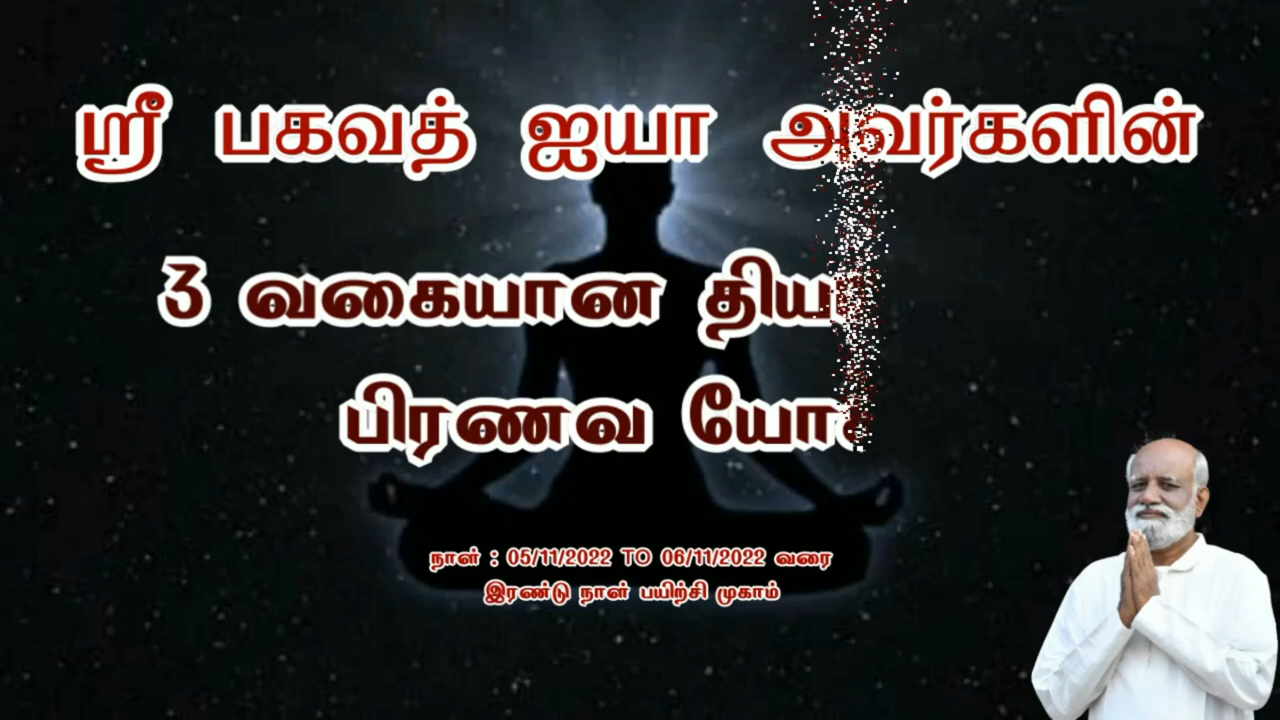 ஸ்ரீ பகவத் ஐயா அவர்களின்
3 வகையான
பிரணவ
நாள் : 05/11/2022 TO 06/11/2022 வரை
இரண்டு நாள் பயிற்சி முகாம்